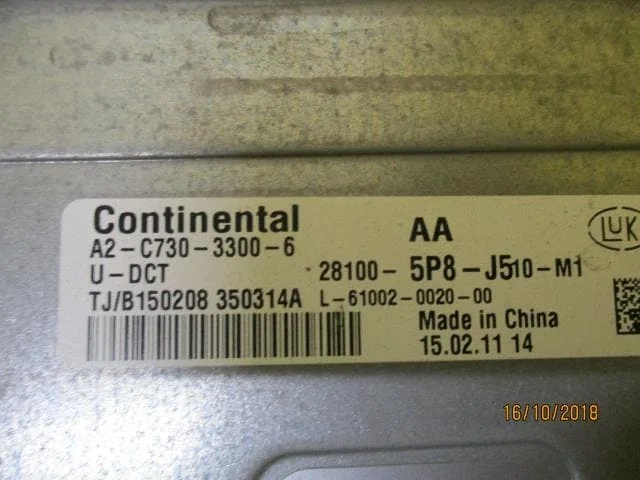 Continental AA LUK
A2-C730-3300-6
U-DCT 28100-5P8-J510-M1
TJ/B150208 350314A L-61002-0020-00
Made in China
15.02.11 14
16/10/2018